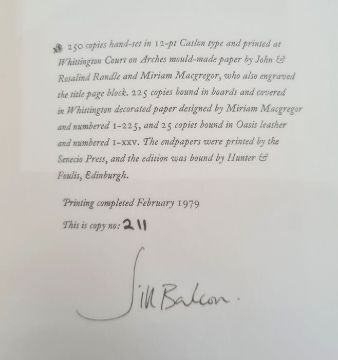 250 copies hand-set in 12-pt Caslon type and printed at
Whittington Court on Arches mould-made paper by John &
Rosalind Randle and Miriam Macgregor, who also engraved
the title page block. 225 copies bound in boards and covered
in Whittington decorated paper designed by Miriam Macgregor
and numbered 1-225, and 25 copies bound in Oasis leather
and numbered I-XXV. The endpapers were printed by the
Senecio Press, and the edition was bound by Hunter &
Foulis, Edinburgh.
Printing completed February 1979
This is copy no: 211
Jill Balcon.